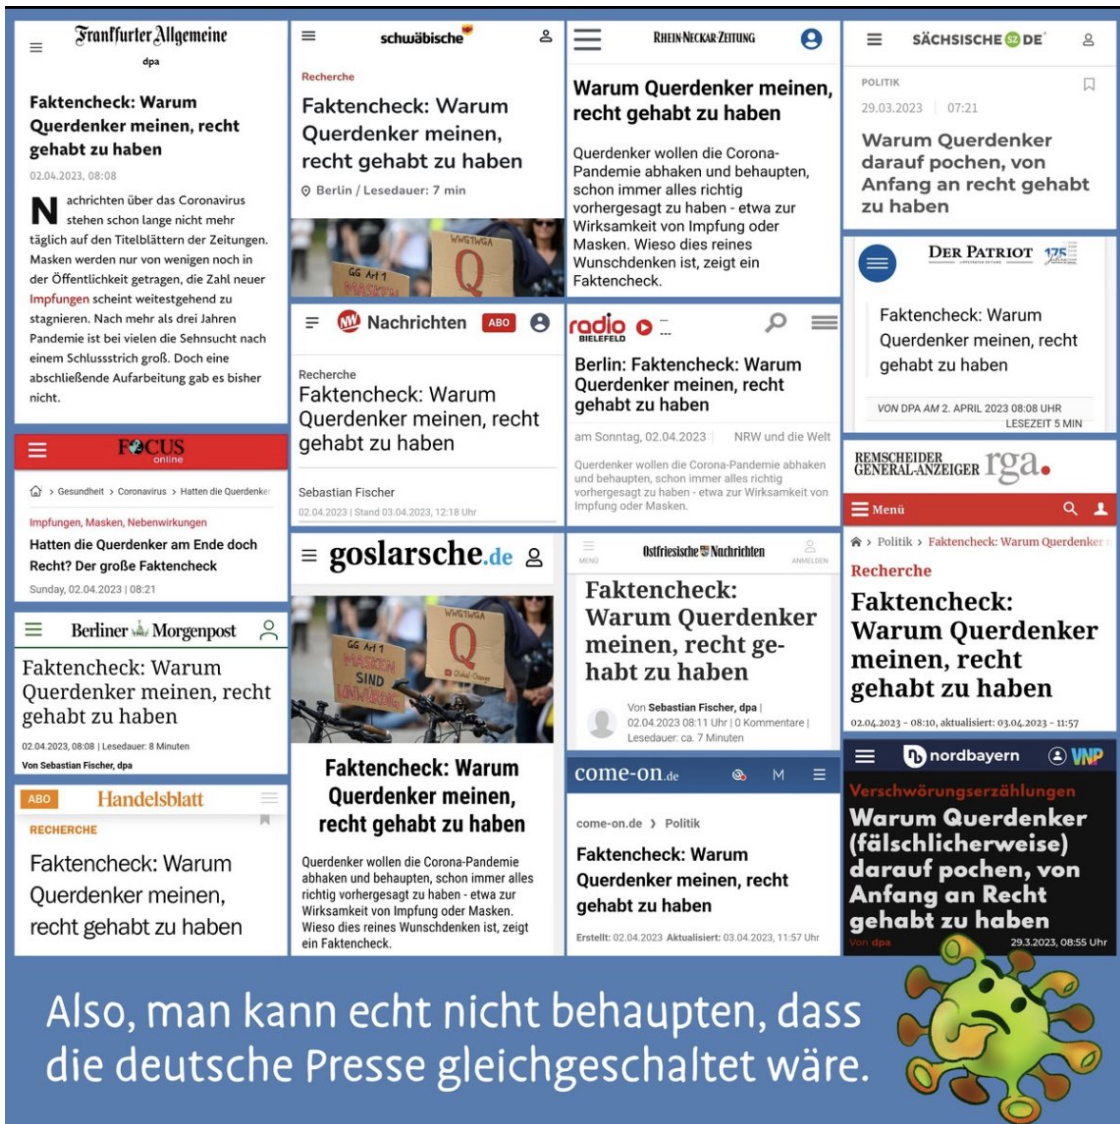 Frankfurter Allgemeine
dpa
Faktencheck: Warum
Querdenker meinen, recht
gehabt zu haben
02.04.2023, 08:08
Nachrichten über das Coronavirus
stehen schon lange nicht mehr
täglich auf den Titelblättern der Zeitungen.
Masken werden nur von wenigen noch in
der Öffentlichkeit getragen, die Zahl neuer
Impfungen scheint weitestgehend zu
stagnieren. Nach mehr als drei Jahren
Pandemie ist bei vielen die Sehnsucht nach
einem Schlussstrich groß. Doch eine
abschließende Aufarbeitung gab es bisher
nicht.
FOCUS
online
> Gesundheit > Coronavirus > Hatten die Querdenke
Impfungen, Masken, Nebenwirkungen
Hatten die Querdenker am Ende doch
Recht? Der große Faktencheck
Sunday, 02.04.2023 | 08:21
Berliner Morgenpost
Faktencheck: Warum
Querdenker meinen, recht
gehabt zu haben
02.04.2023, 08:08 | Lesedauer: 8 Minuten
Von Sebastian Fischer, dpa
ABO Handelsblatt
RECHERCHE
Faktencheck: Warum
Querdenker meinen,
recht gehabt zu haben
schwäbische
Recherche
Faktencheck: Warum
Querdenker meinen,
recht gehabt zu haben
Berlin / Lesedauer: 7 min
WWG1WGA
Q
GG Art 1
MASKEN
NW Nachrichten ABO
Recherche
Faktencheck: Warum
Querdenker meinen, recht
gehabt zu haben
Sebastian Fischer
02.04.2023 | Stand 03.04.2023, 12:18 Uhr
goslarsche.de
WWG1WGA
Q
Global-Change
GG Art 1
MASKEN
SIND
UNWÜRDIG
Faktencheck: Warum
Querdenker meinen,
recht gehabt zu haben
Querdenker wollen die Corona-Pandemie
abhaken und behaupten, schon immer alles
richtig vorhergesagt zu haben - etwa zur
Wirksamkeit von Impfung oder Masken.
Wieso dies reines Wunschdenken ist, zeigt
ein Faktencheck.
RHEIN-NECKAR-ZEITUNG
Warum Querdenker meinen,
recht gehabt zu haben
Querdenker wollen die Corona-
Pandemie abhaken und behaupten,
schon immer alles richtig
vorhergesagt zu haben - etwa zur
Wirksamkeit von Impfung oder
Masken. Wieso dies reines
Wunschdenken ist, zeigt ein
Faktencheck.
radio
BIELEFELD
Berlin: Faktencheck: Warum
Querdenker meinen, recht
gehabt zu haben
am Sonntag, 02.04.2023 NRW und die Welt
Querdenker wollen die Corona-Pandemie abhaken
und behaupten, schon immer alles richtig
vorhergesagt zu haben - etwa zur Wirksamkeit von
Impfung oder Masken.
MENÜ
Ostfriesische Nachrichten
ANMELDEN
Faktencheck:
Warum Querdenker
meinen, recht ge-
habt zu haben
Von Sebastian Fischer, dpa |
02.04.2023 08:11 Uhr | 0 Kommentare |
Lesedauer: ca. 7 Minuten
come-on.de M
come-on.de > Politik
Faktencheck: Warum
Querdenker meinen, recht
gehabt zu haben
Erstellt: 02.04.2023 Aktualisiert: 03.04.2023, 11:57 Uhr
SÄCHSISCHE SZ DE
POLITIK
29.03.2023 | 07:21
Warum Querdenker
darauf pochen, von
Anfang an recht gehabt
zu haben
DER PATRIOT 175
Faktencheck: Warum
Querdenker meinen, recht
gehabt zu haben
VON DPA AM 2. APRIL 2023 08:08 UHR
LESEZEIT 5 MIN
REMSCHEIDER
GENERAL-ANZEIGER rga.
Menü
> Politik > Faktencheck: Warum Querdenker
Recherche
Faktencheck:
Warum Querdenker
meinen, recht
gehabt zu haben
02.04.2023 - 08:10, aktualisiert: 03.04.2023 - 11:57
nordbayern VNP
Verschwörungserzählungen
Warum Querdenker
(fälschlicherweise)
darauf pochen, von
Anfang an Recht
gehabt zu haben
Von dpa
29.3.2023, 08:55 Uhr
Also, man kann echt nicht behaupten, dass
die deutsche Presse gleichgeschaltet wäre.